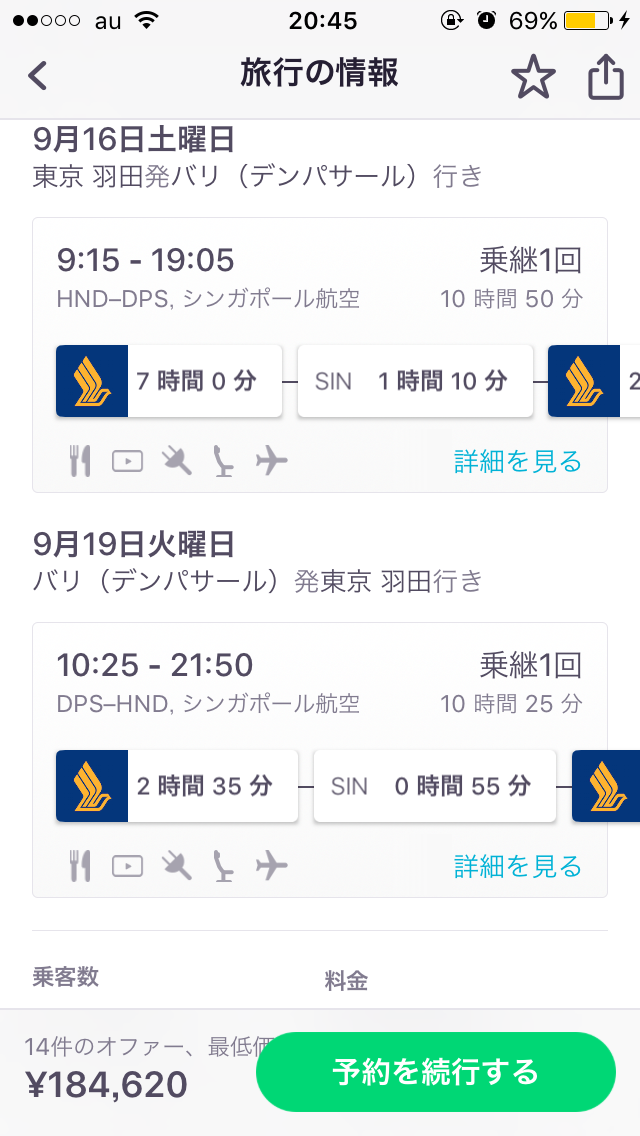 au 20:45 69%
旅行の情報
9月16日土曜日
東京 羽田発バリ（デンパサール）行き
9:15 - 19:05 乗継1回
HND–DPS, シンガポール航空 10 時間 50 分
7 時間 0 分 SIN 1 時間 10 分 2
詳細を見る
9月19日火曜日
バリ（デンパサール）発東京 羽田行き
10:25 - 21:50 乗継1回
DPS–HND, シンガポール航空 10 時間 25 分
2 時間 35 分 SIN 0 時間 55 分
詳細を見る
乗客数 料金
14件のオファー、最低価
¥184,620
予約を続行する